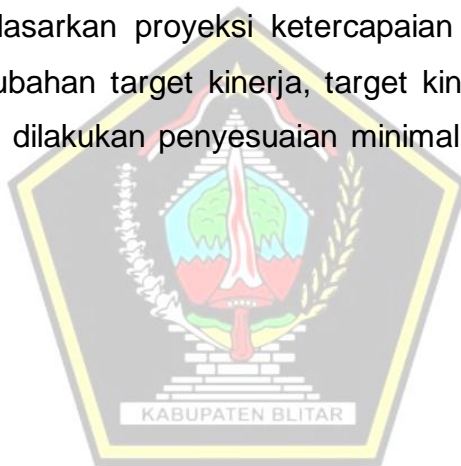 dasarkan proyeksi ketercapaian
ubahan target kinerja, target kin
dilakukan penyesuaian minimal
KABUPATEN BLITAR